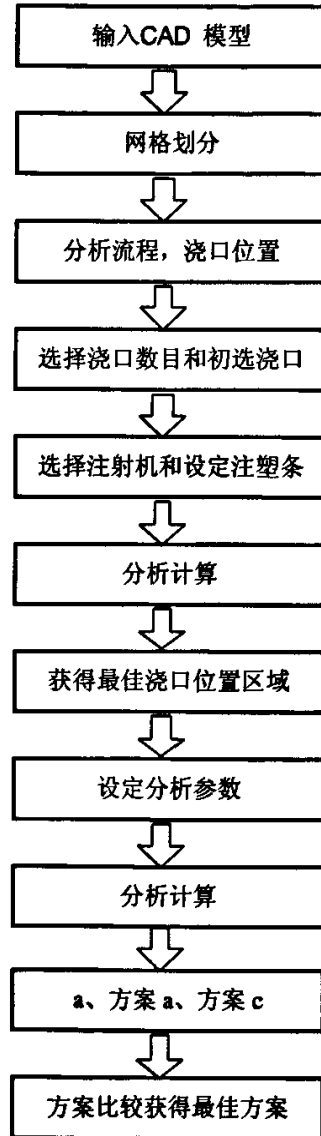 输入CAD 模型
网格划分
分析流程，浇口位置
选择浇口数目和初选浇口
选择注射机和设定注塑条
分析计算
获得最佳浇口位置区域
设定分析参数
分析计算
a、方案 a、方案 c
方案比较获得最佳方案